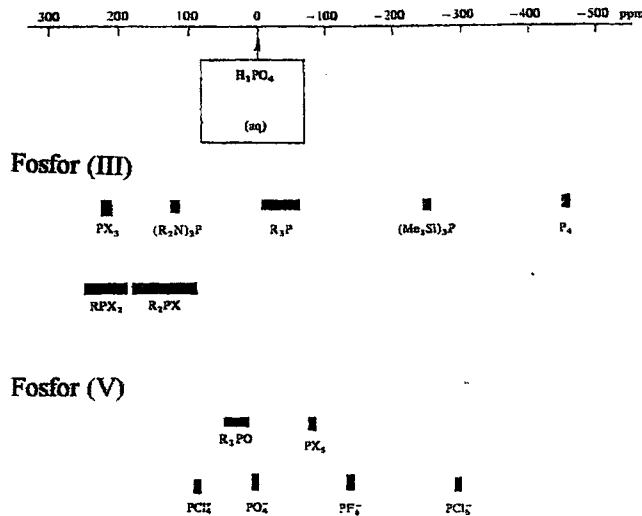 300 200 100 0 −100 −200 −300 −400 −500 ppm
H₃PO₄
(aq)
Fosfor (III)
PX₃ (R₂N)₃P R₃P (Me₃Si)₃P P₄
RPX₂ R₂PX
Fosfor (V)
R₃PO PX₅
PCl₄⁺ PO₄⁻ PF₆⁻ PCl₆⁻